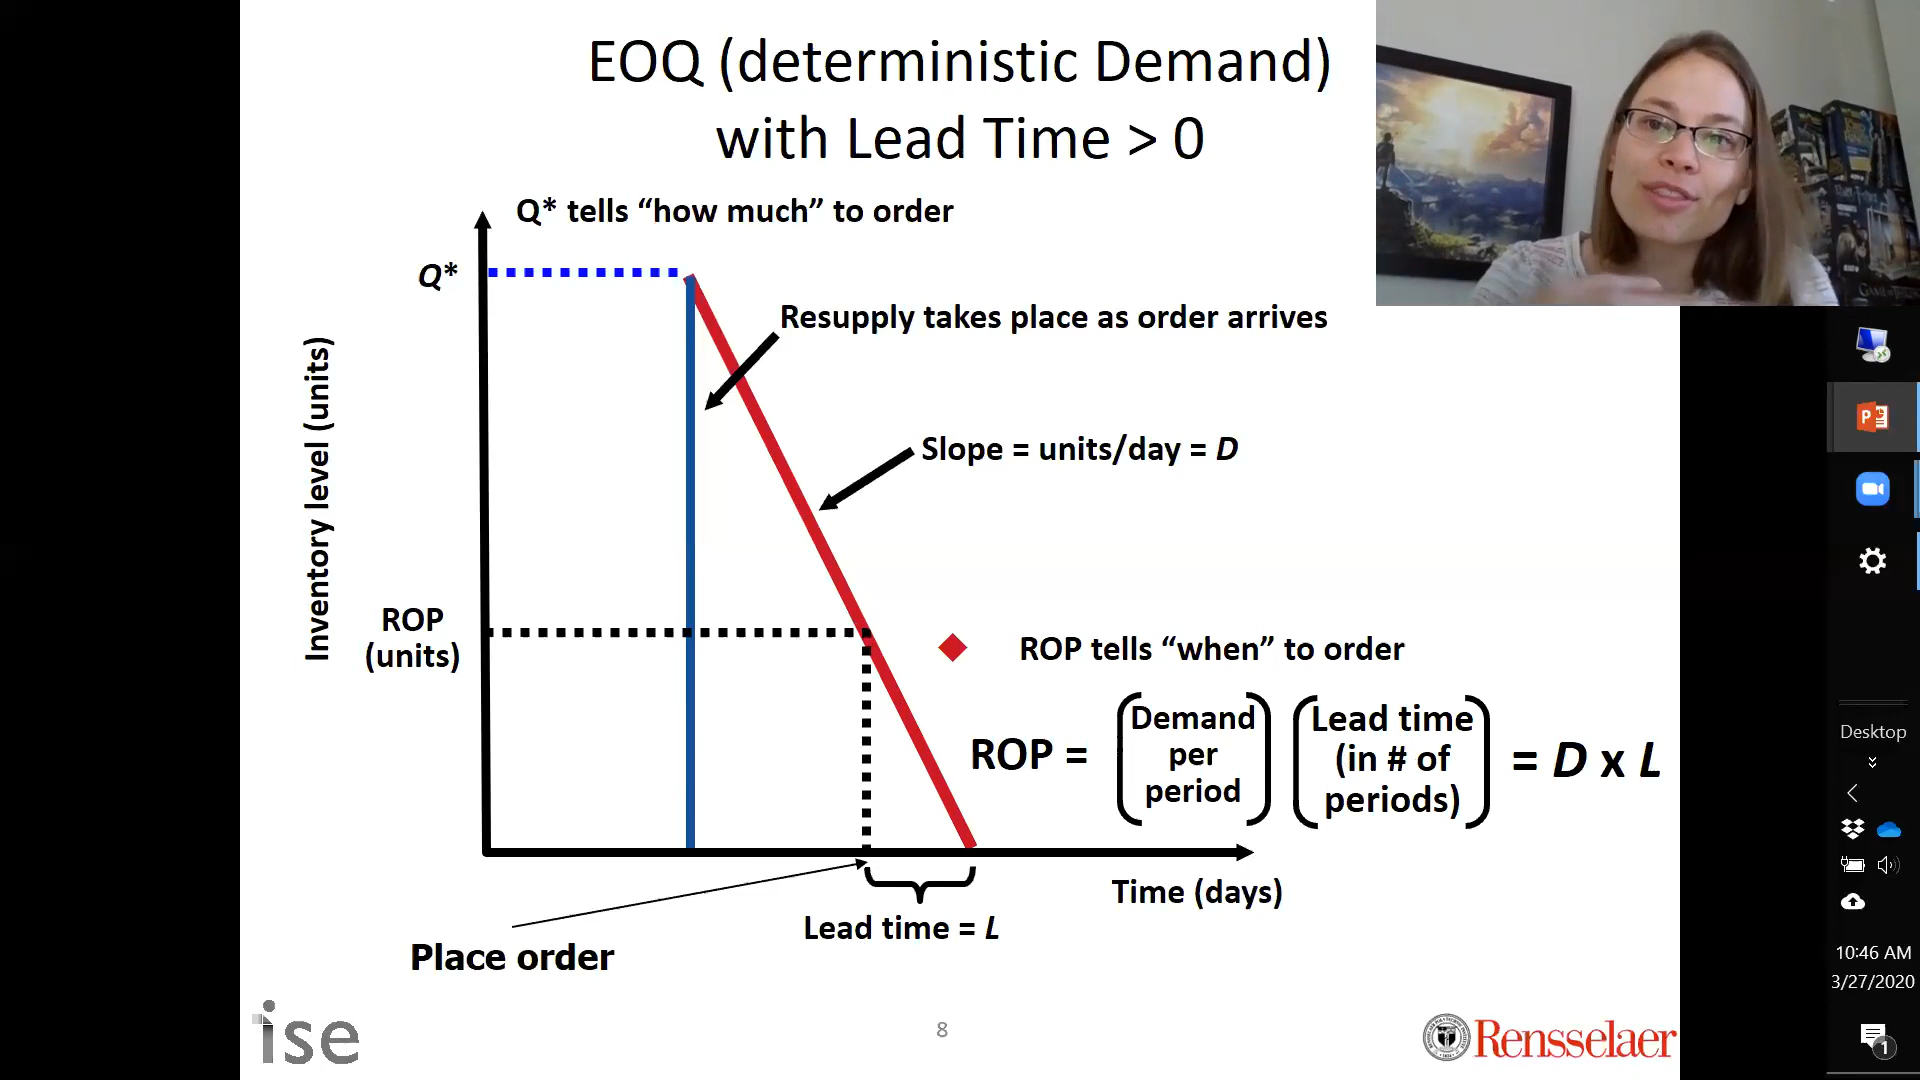 EOQ (deterministic Demand)
with Lead Time > 0
Q* tells “how much” to order
Q*
Resupply takes place as order arrives
Inventory level (units)
Slope = units/day = D
ROP
(units)
ROP tells “when” to order
ROP =
Demand
per
period
Lead time
(in # of
periods)
= D x L
Time (days)
Lead time = L
Place order
ise
8
Rensselaer
Desktop
10:46 AM
3/27/2020
1